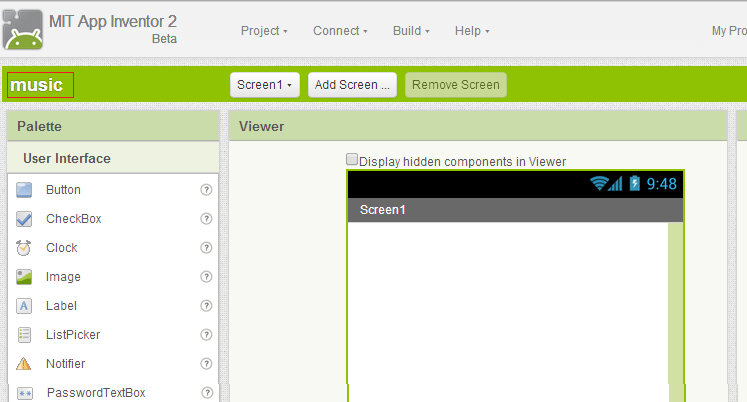 MIT App Inventor 2
Beta
Project Connect Build Help My Pro
music Screen1 Add Screen ... Remove Screen
Palette Viewer
User Interface
Display hidden components in Viewer
9:48
Screen1
Button ?
CheckBox ?
Clock ?
Image ?
A Label ?
ListPicker ?
Notifier ?
PasswordTextBox ?